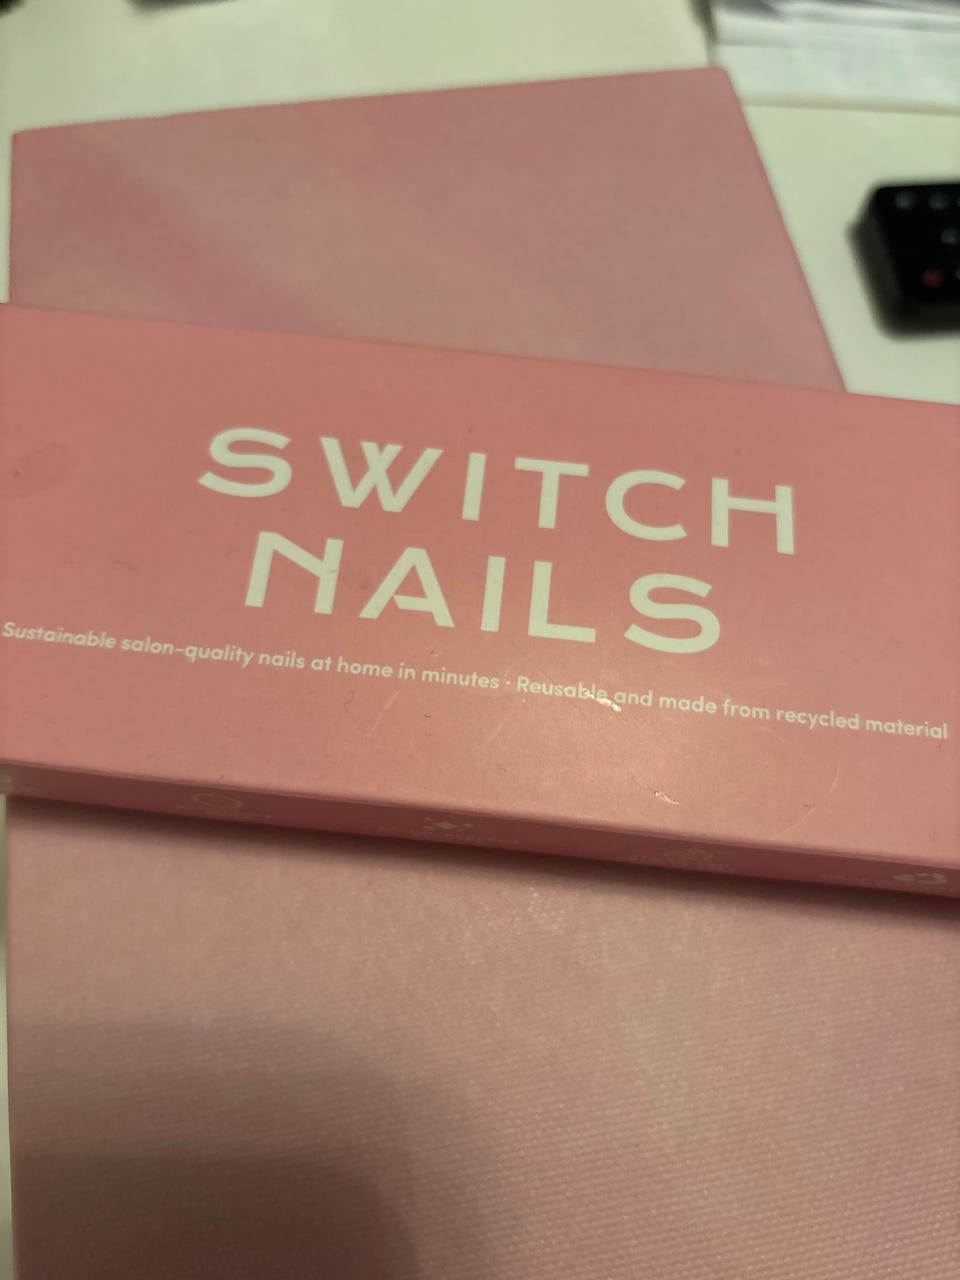 SWITCH
NAILS
Sustainable salon-quality nails at home in minutes · Reusable and made from recycled material